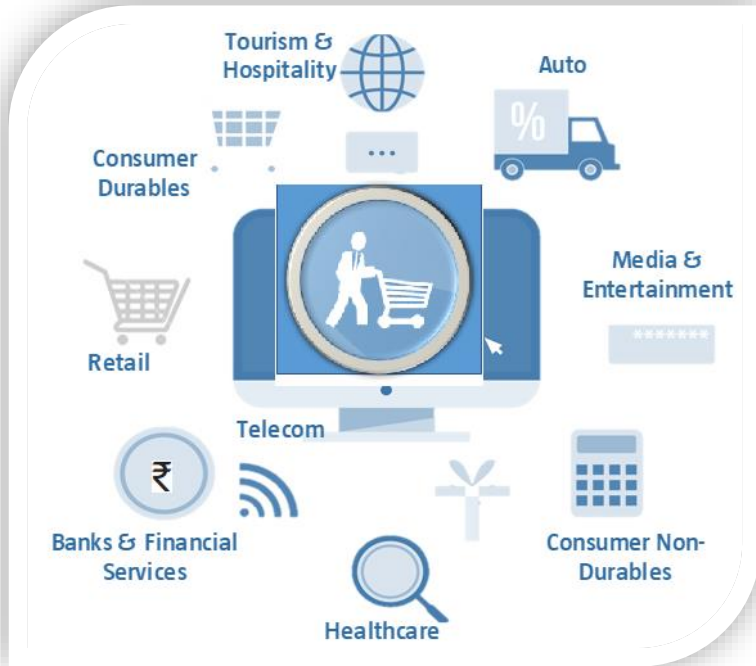 Tourism &
Hospitality
Auto
%
Consumer
Durables
Media &
Entertainment
*******
Retail
Telecom
₹
Banks & Financial
Services
Consumer Non-
Durables
Healthcare